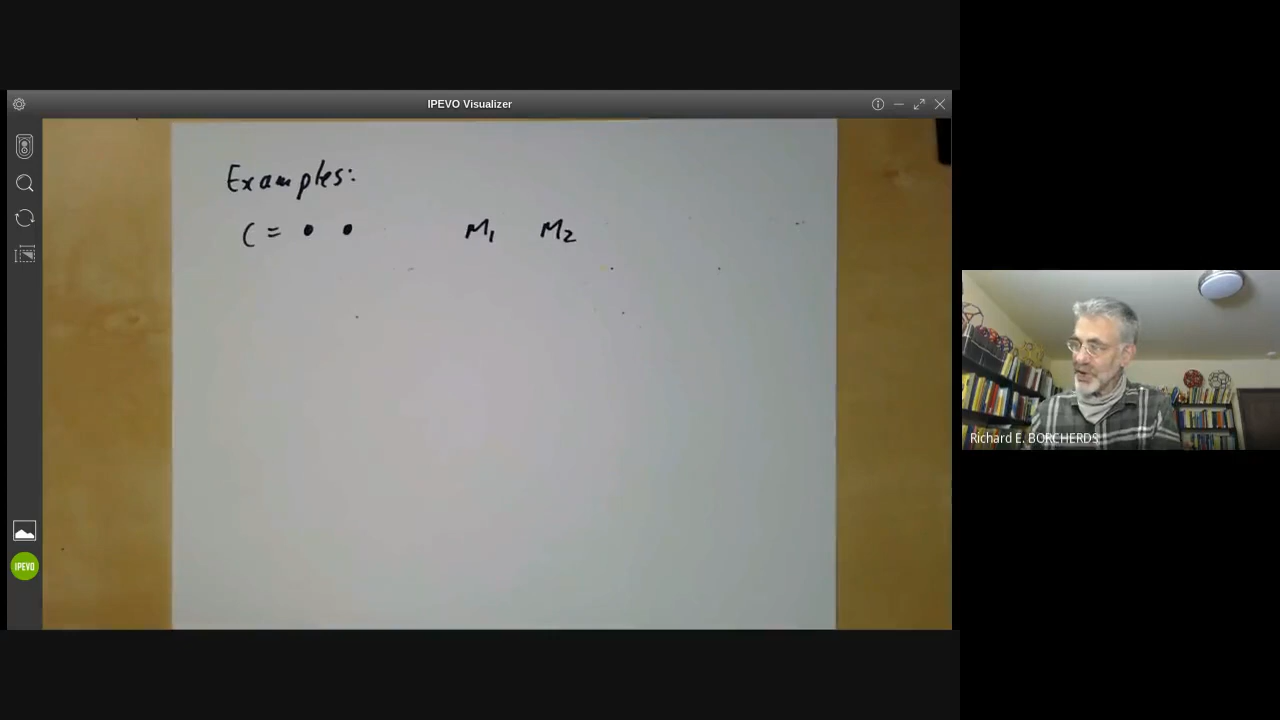 IPEVO Visualizer
Examples:
C = • • M₁ M₂
IPEVO
Richard E. BORCHERDS